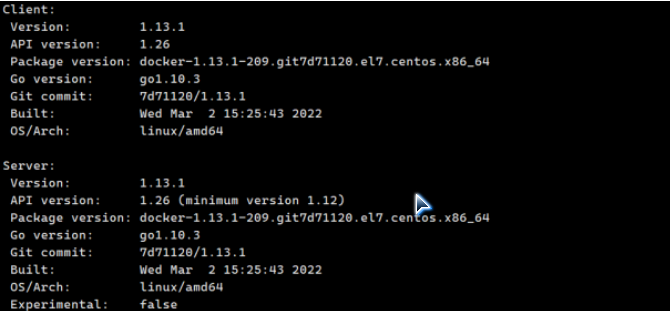 Client:
 Version:         1.13.1
 API version:     1.26
 Package version: docker-1.13.1-209.git7d71120.el7.centos.x86_64
 Go version:      go1.10.3
 Git commit:      7d71120/1.13.1
 Built:           Wed Mar  2 15:25:43 2022
 OS/Arch:         linux/amd64

Server:
 Version:         1.13.1
 API version:     1.26 (minimum version 1.12)
 Package version: docker-1.13.1-209.git7d71120.el7.centos.x86_64
 Go version:      go1.10.3
 Git commit:      7d71120/1.13.1
 Built:           Wed Mar  2 15:25:43 2022
 OS/Arch:         linux/amd64
 Experimental:    false